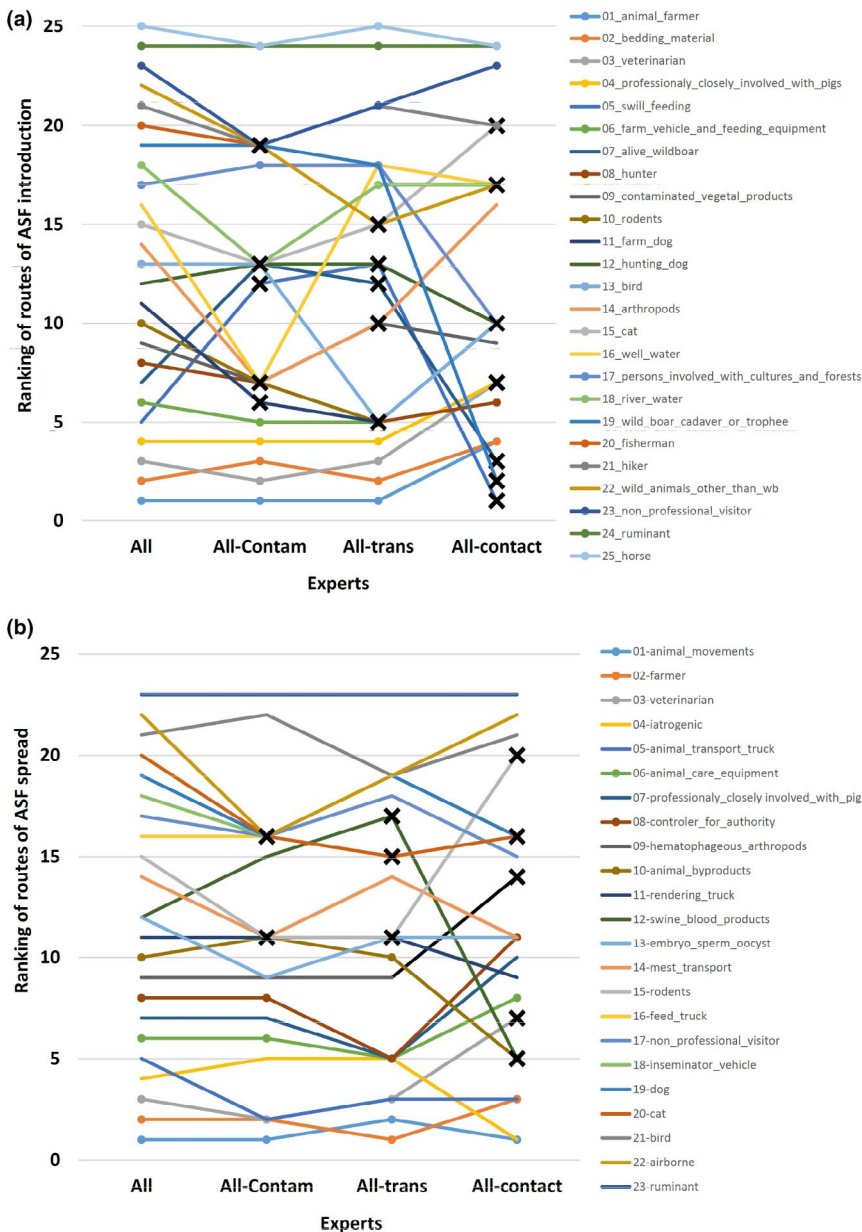 (a)
25
20
15
10
5
0
Ranking of routes of ASF introduction
All
All-Contam
All-trans
All-contact
Experts
01_animal_farmer
02_bedding_material
03_veterinarian
04_professionaly_closely_involved_with_pigs
05_swill_feeding
06_farm_vehicle_and_feeding_equipment
07_alive_wildboar
08_hunter
09_contaminated_vegetal_products
10_rodents
11_farm_dog
12_hunting_dog
13_bird
14_arthropods
15_cat
16_well_water
17_persons_involved_with_cultures_and_forests
18_river_water
19_wild_boar_cadaver_or_trophee
20_fisherman
21_hiker
22_wild_animals_other_than_wb
23_non_professional_visitor
24_ruminant
25_horse
(b)
25
20
15
10
5
0
Ranking of routes of ASF spread
All
All-Contam
All-trans
All-contact
Experts
01-animal_movements
02-farmer
03-veterinarian
04-iatrogenic
05-animal_transport_truck
06-animal_care_equipment
07-professionaly_closely involved_with_pig
08-controler_for_authority
09-hematophageous_arthropods
10-animal_byproducts
11-rendering_truck
12-swine_blood_products
13-embryo_sperm_oocyst
14-mest_transport
15-rodents
16-feed_truck
17-non_professional_visitor
18-inseminator_vehicle
19-dog
20-cat
21-bird
22-airborne
23-ruminant